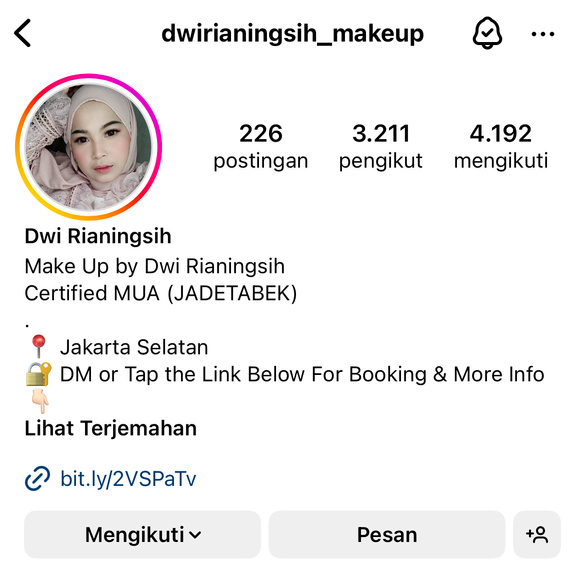 dwirianingsih_makeup
226 3.211 4.192
postingan pengikut mengikuti
Dwi Rianingsih
Make Up by Dwi Rianingsih
Certified MUA (JADETABEK)
.
📍 Jakarta Selatan
🔐 DM or Tap the Link Below For Booking & More Info
👇🏻
Lihat Terjemahan
bit.ly/2VSPaTv
Mengikuti Pesan